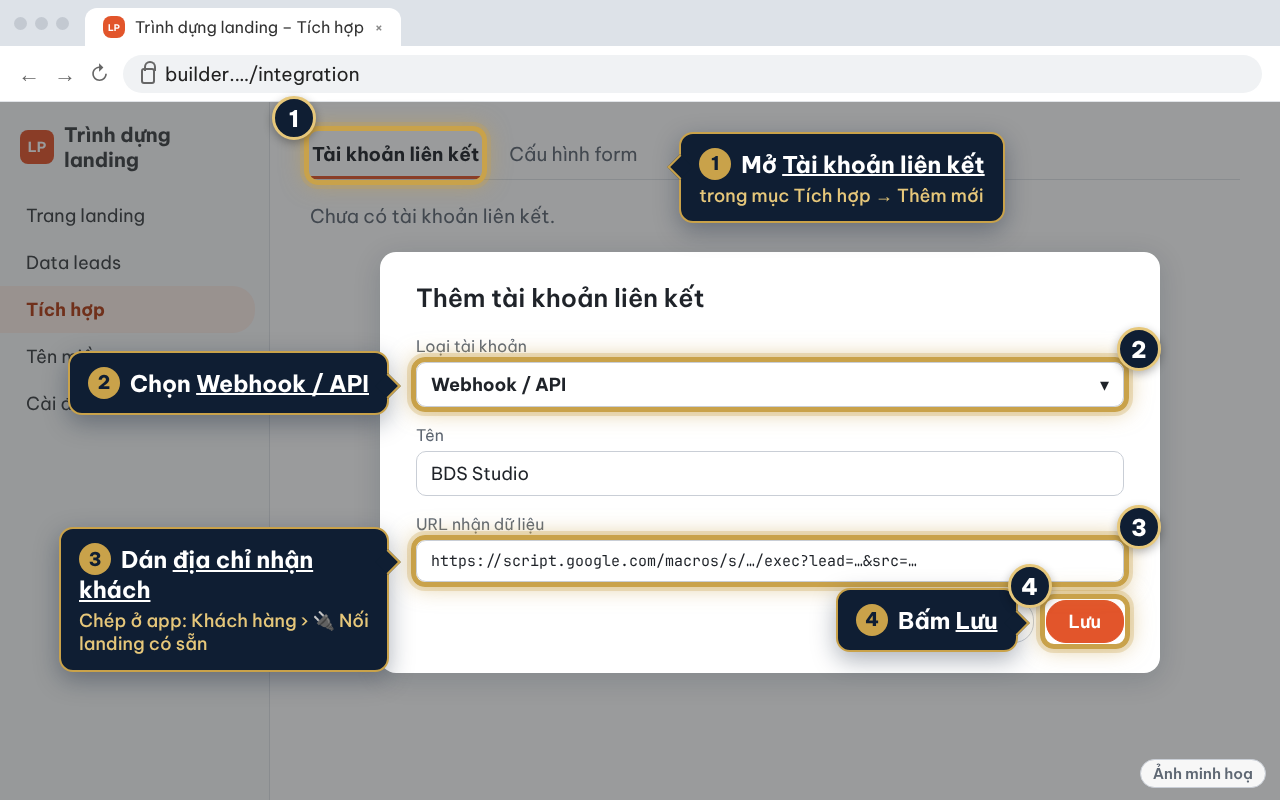 LP Trình dựng landing – Tích hợp ×
← → builder.…/integration
LP Trình dựng
landing
Trang landing
Data leads
Tích hợp
Tên
Cài
1
Tài khoản liên kết Cấu hình form
Chưa có tài khoản liên kết.
1 Mở Tài khoản liên kết
trong mục Tích hợp → Thêm mới
Thêm tài khoản liên kết
Loại tài khoản
2
2 Chọn Webhook / API
Webhook / API ▾
Tên
BDS Studio
URL nhận dữ liệu
3
3 Dán địa chỉ nhận
khách
Chép ở app: Khách hàng › 🔌 Nối
landing có sẵn
https://script.google.com/macros/s/…/exec?lead=…&src=…
4
4 Bấm Lưu
Lưu
Ảnh minh hoạ